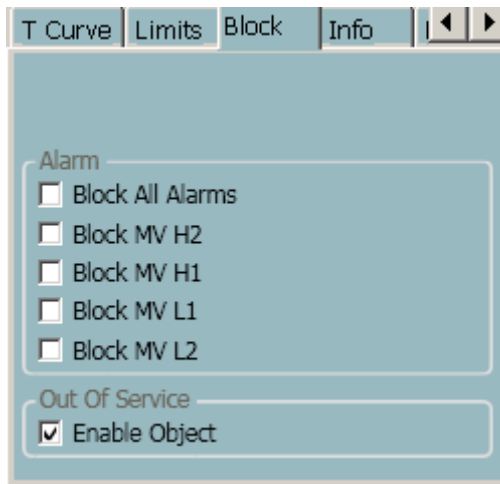 T Curve Limits Block Info
Alarm
Block All Alarms
Block MV H2
Block MV H1
Block MV L1
Block MV L2
Out Of Service
Enable Object